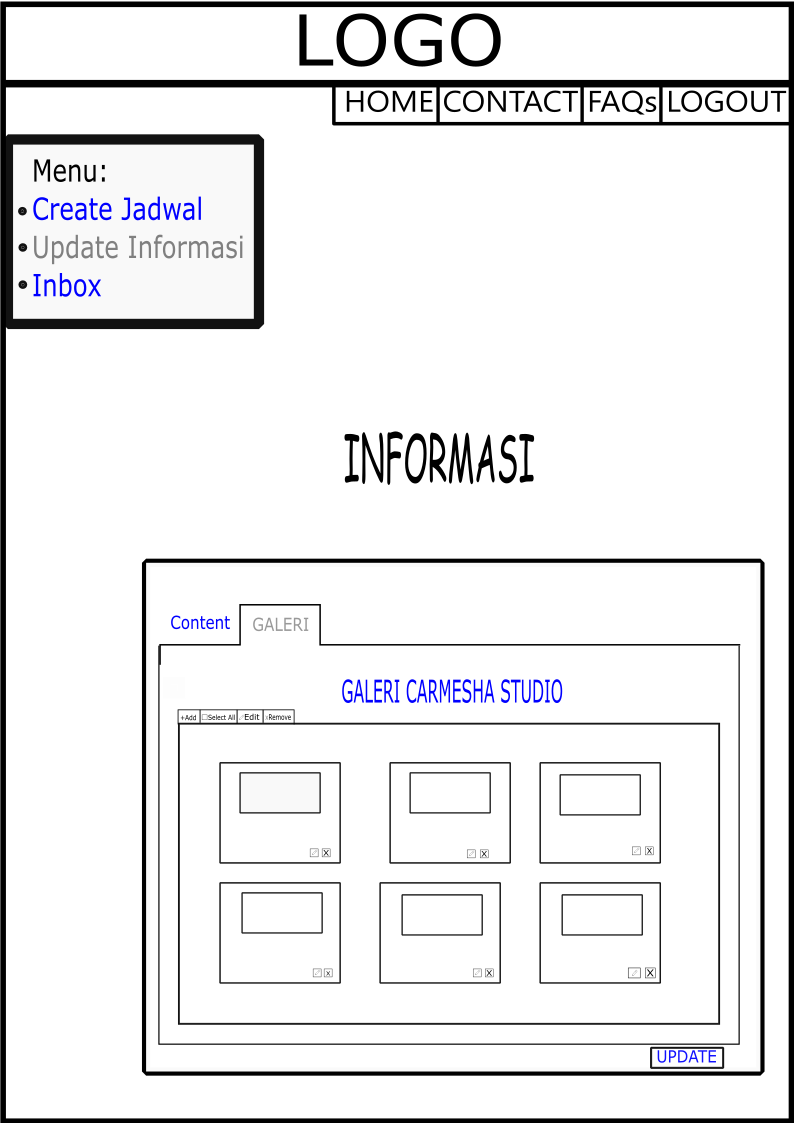 LOGO
HOME CONTACT FAQs LOGOUT
Menu:
Create Jadwal
Update Informasi
Inbox
INFORMASI
Content GALERI
GALERI CARMESHA STUDIO
+Add Select All Edit xRemove
X X X
X X X
UPDATE